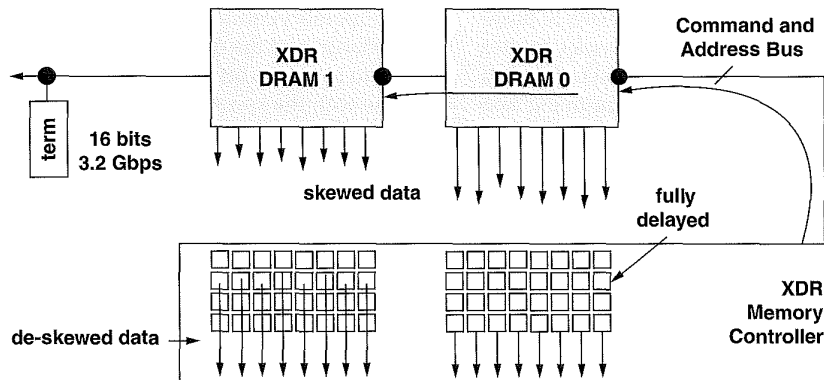 XDR
DRAM 1
XDR
DRAM 0
Command and
Address Bus
term
16 bits
3.2 Gbps
skewed data
fully
delayed
de-skewed data
XDR
Memory
Controller